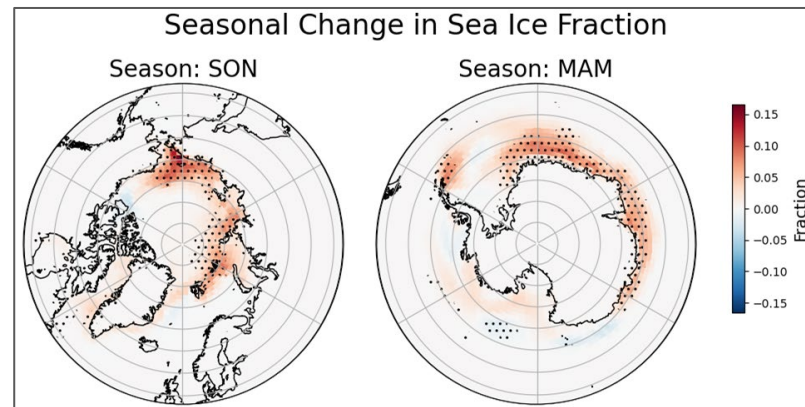 Seasonal Change in Sea Ice Fraction
Season: SON
Season: MAM
0.15
0.10
0.05
0.00
−0.05
−0.10
−0.15
Fraction